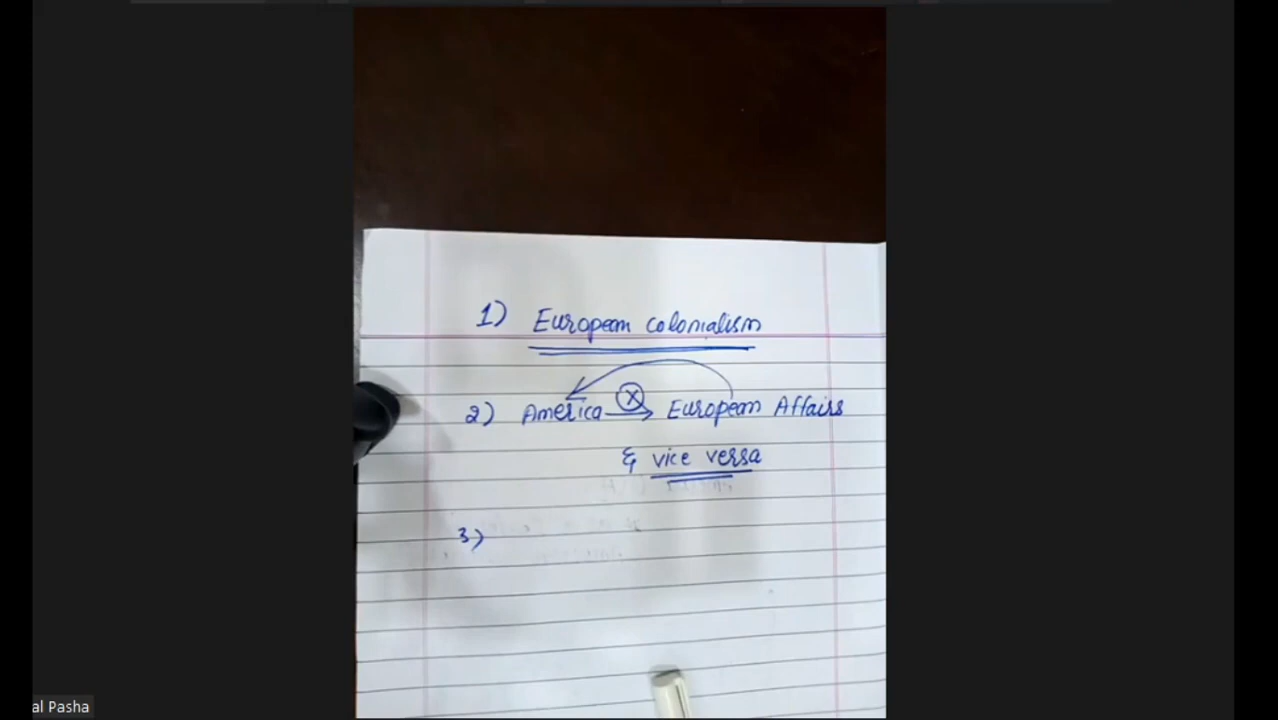 1) European colonialism
2) America → European Affairs
& vice versa
3)
al Pasha